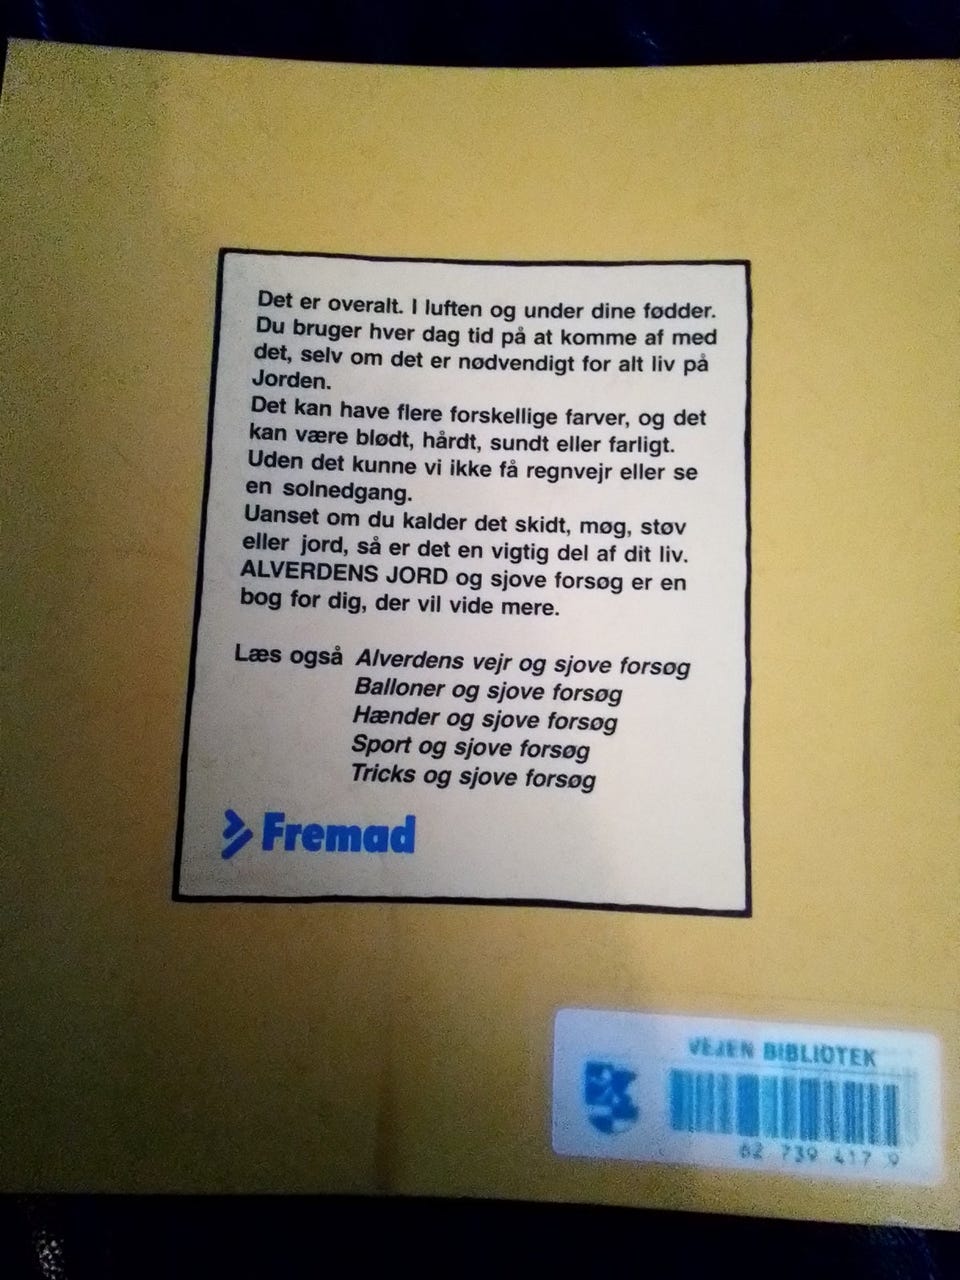 Det er overalt. I luften og under dine fødder.
Du bruger hver dag tid på at komme af med
det, selv om det er nødvendigt for alt liv på
Jorden.
Det kan have flere forskellige farver, og det
kan være blødt, hårdt, sundt eller farligt.
Uden det kunne vi ikke få regnvejr eller se
en solnedgang.
Uanset om du kalder det skidt, møg, støv
eller jord, så er det en vigtig del af dit liv.
ALVERDENS JORD og sjove forsøg er en
bog for dig, der vil vide mere.
Læs også Alverdens vejr og sjove forsøg
Balloner og sjove forsøg
Hænder og sjove forsøg
Sport og sjove forsøg
Tricks og sjove forsøg
Fremad
VEJEN BIBLIOTEK
62 739 417 9